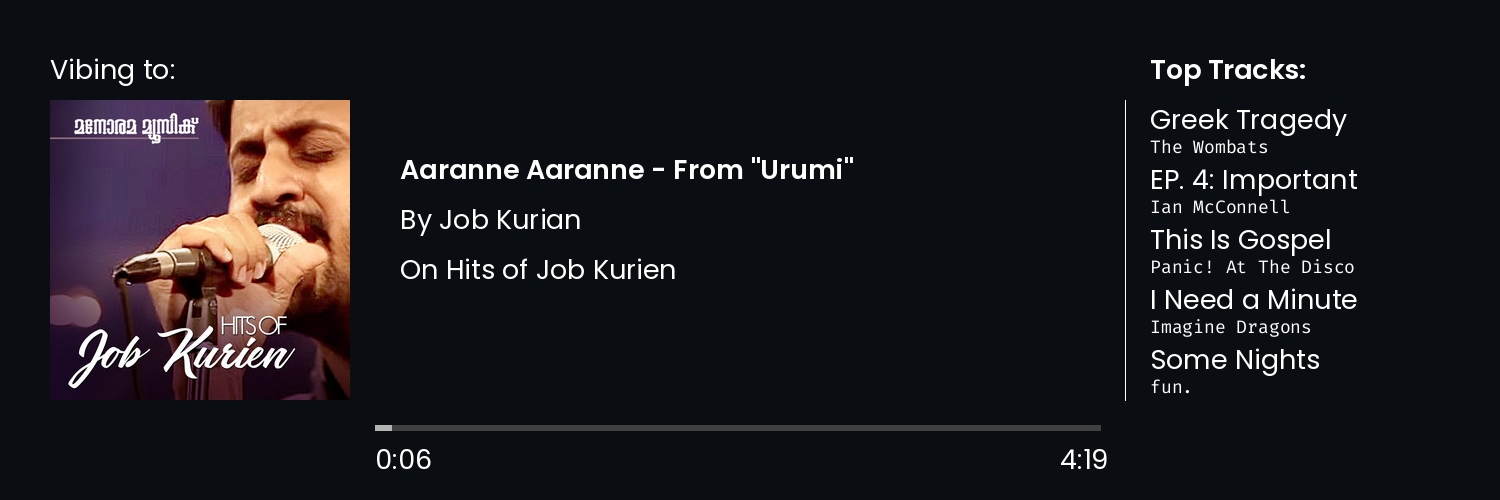 Vibing to:
മനോരമ മ്യൂസിക്
HITS OF
Job Kurien
Aaranne Aaranne - From "Urumi"
By Job Kurian
On Hits of Job Kurien
0:06
4:19
Top Tracks:
Greek Tragedy
The Wombats
EP. 4: Important
Ian McConnell
This Is Gospel
Panic! At The Disco
I Need a Minute
Imagine Dragons
Some Nights
fun.